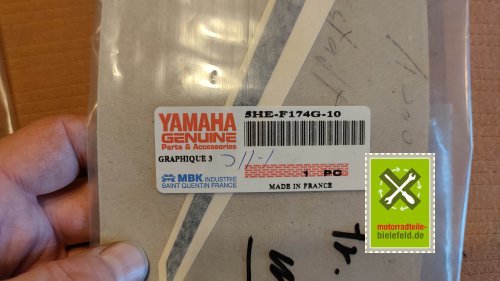 YAMAHA
GENUINE
Parts & Accessories
5HE-F174G-10
GRAPHIQUE 3
MBK INDUSTRIE
SAINT QUENTIN FRANCE
1 PC
MADE IN FRANCE
motorradteile-
bielefeld.de